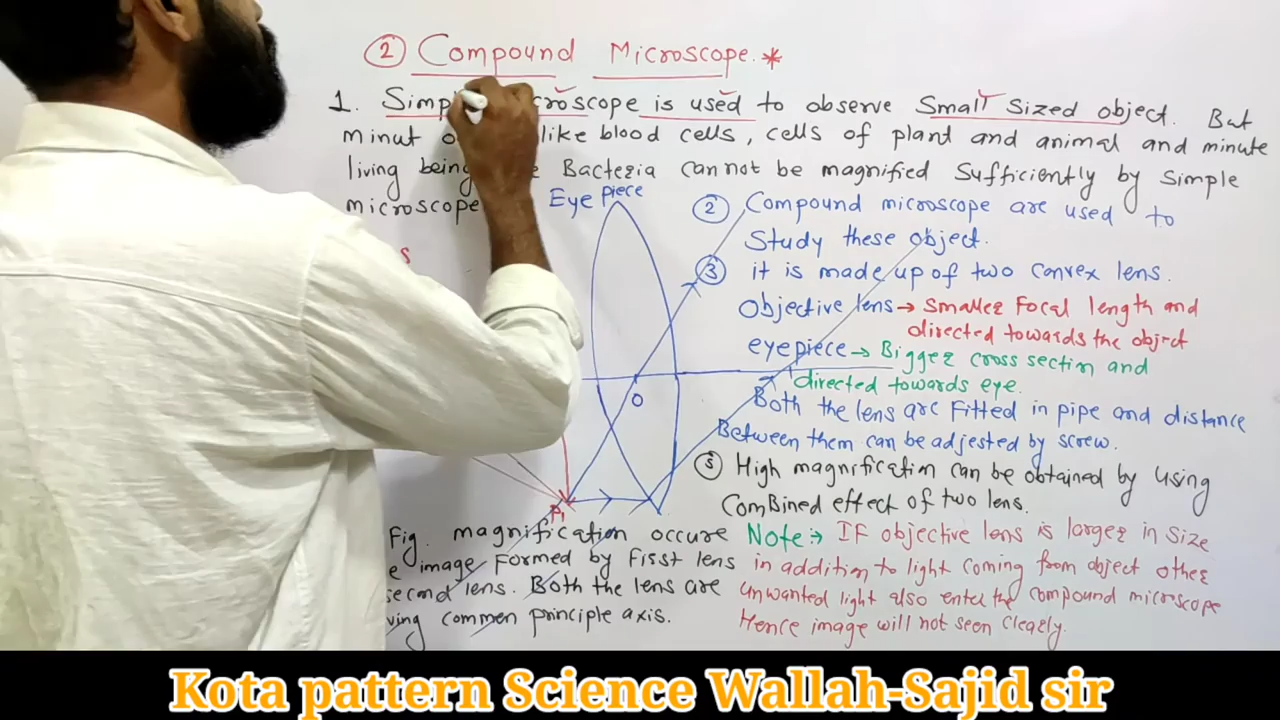 ② Compound Microscope. *
1. Simp croscope is used to observe Small Sized object. But
minut o like blood cells, cells of plant and animal and minute
living being e Bacteria cannot be magnified Sufficiently by Simple
microscope
Eye piece
② Compound microscope are used to
Study these object.
③ it is made up of two convex lens.
Objective lens → Smaller Focal length and
directed towards the object
eyepiece → Bigger cross section and
directed towards eye.
Both the lens are Fitted in pipe and distance
Between them can be adjested by screw.
⑤ High magnification can be obtained by Using
Combined effect of two lens.
Note :→ IF objective lens is larger in Size
in addition to light coming from object other
unwanted light also enter the compound microscope
Hence image will not seen clearly.
S
O
P1
Fig. magnification occure
e image Formed by First lens
second lens. Both the lens are
ving commen principle axis.
Kota pattern Science Wallah-Sajid sir